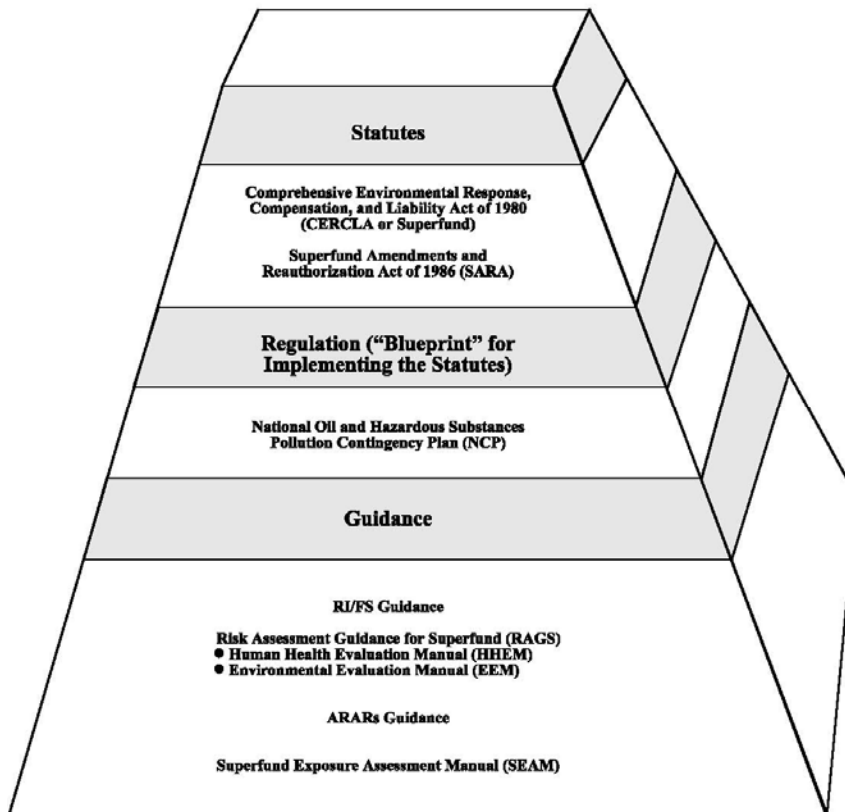 Statutes
Comprehensive Environmental Response,
Compensation, and Liability Act of 1980
(CERCLA or Superfund)
Superfund Amendments and
Reauthorization Act of 1986 (SARA)
Regulation (“Blueprint” for
Implementing the Statutes)
National Oil and Hazardous Substances
Pollution Contingency Plan (NCP)
Guidance
RI/FS Guidance
Risk Assessment Guidance for Superfund (RAGS)
● Human Health Evaluation Manual (HHEM)
● Environmental Evaluation Manual (EEM)
ARARs Guidance
Superfund Exposure Assessment Manual (SEAM)